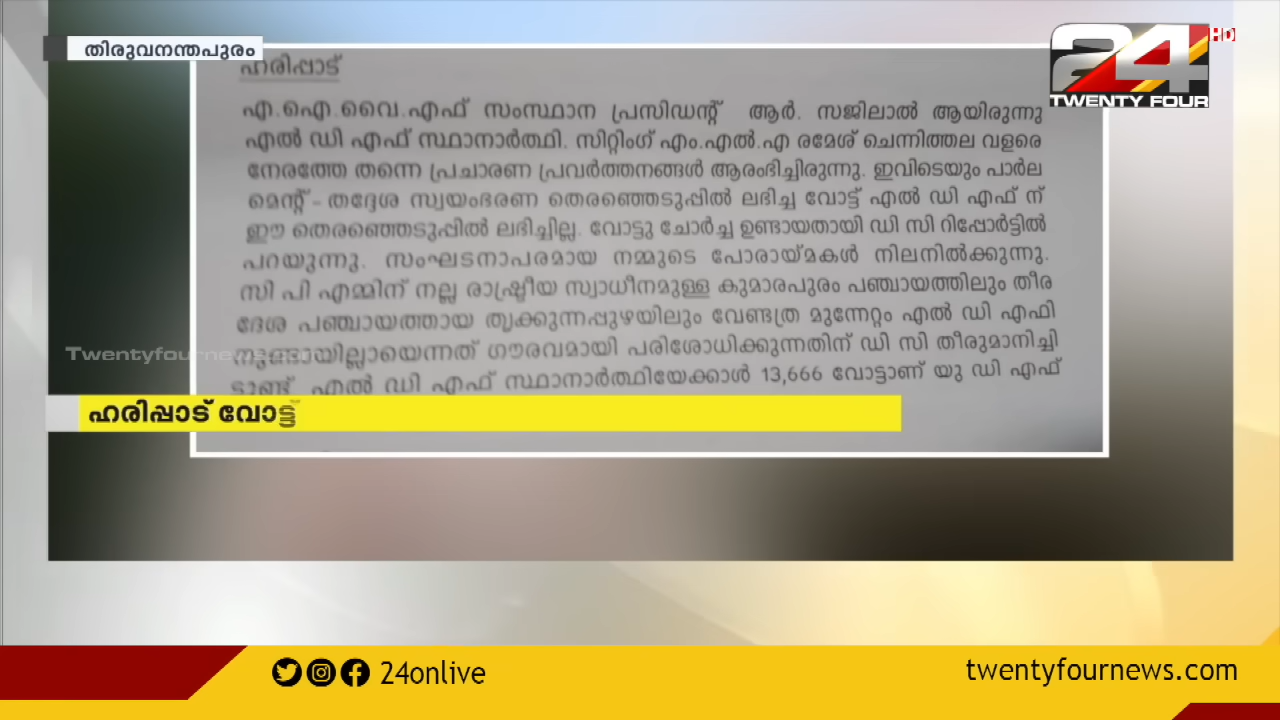 തിരുവനന്തപുരം
24 HD
TWENTY FOUR
ഹരിപ്പാട്
എ.ഐ.വൈ.എഫ് സംസ്ഥാന പ്രസിഡന്റ് ആർ. സജിലാൽ ആയിരുന്നു
എൽ ഡി എഫ് സ്ഥാനാർത്ഥി. സിറ്റിംഗ് എം.എൽ.എ രമേശ് ചെന്നിത്തല വളരെ
നേരത്തേ തന്നെ പ്രചാരണ പ്രവർത്തനങ്ങൾ ആരംഭിച്ചിരുന്നു. ഇവിടെയും പാർല
മെന്റ് - തദ്ദേശ സ്വയംഭരണ തെരഞ്ഞെടുപ്പിൽ ലഭിച്ച വോട്ട് എൽ ഡി എഫ് ന്
ഈ തെരഞ്ഞെടുപ്പിൽ ലഭിച്ചില്ല. വോട്ടു ചോർച്ച ഉണ്ടായതായി ഡി സി റിപ്പോർട്ടിൽ
പറയുന്നു. സംഘടനാപരമായ നമ്മുടെ പോരായ്മകൾ നിലനിൽക്കുന്നു.
സി പി എമ്മിന് നല്ല രാഷ്ട്രീയ സ്വാധീനമുള്ള കുമാരപുരം പഞ്ചായത്തിലും തീര
ദേശ പഞ്ചായത്തായ തൃക്കുന്നപ്പുഴയിലും വേണ്ടത്ര മുന്നേറ്റം എൽ ഡി എഫി
നുണ്ടായില്ലായെന്നത് ഗൗരവമായി പരിശോധിക്കുന്നതിന് ഡി സി തീരുമാനിച്ചി
ട്ടുണ്ട്. എൽ ഡി എഫ് സ്ഥാനാർത്ഥിയേക്കാൾ 13,666 വോട്ടാണ് യു ഡി എഫ്
Twentyfournews.com
ഹരിപ്പാട് വോട്ട്
24onlive
twentyfournews.com